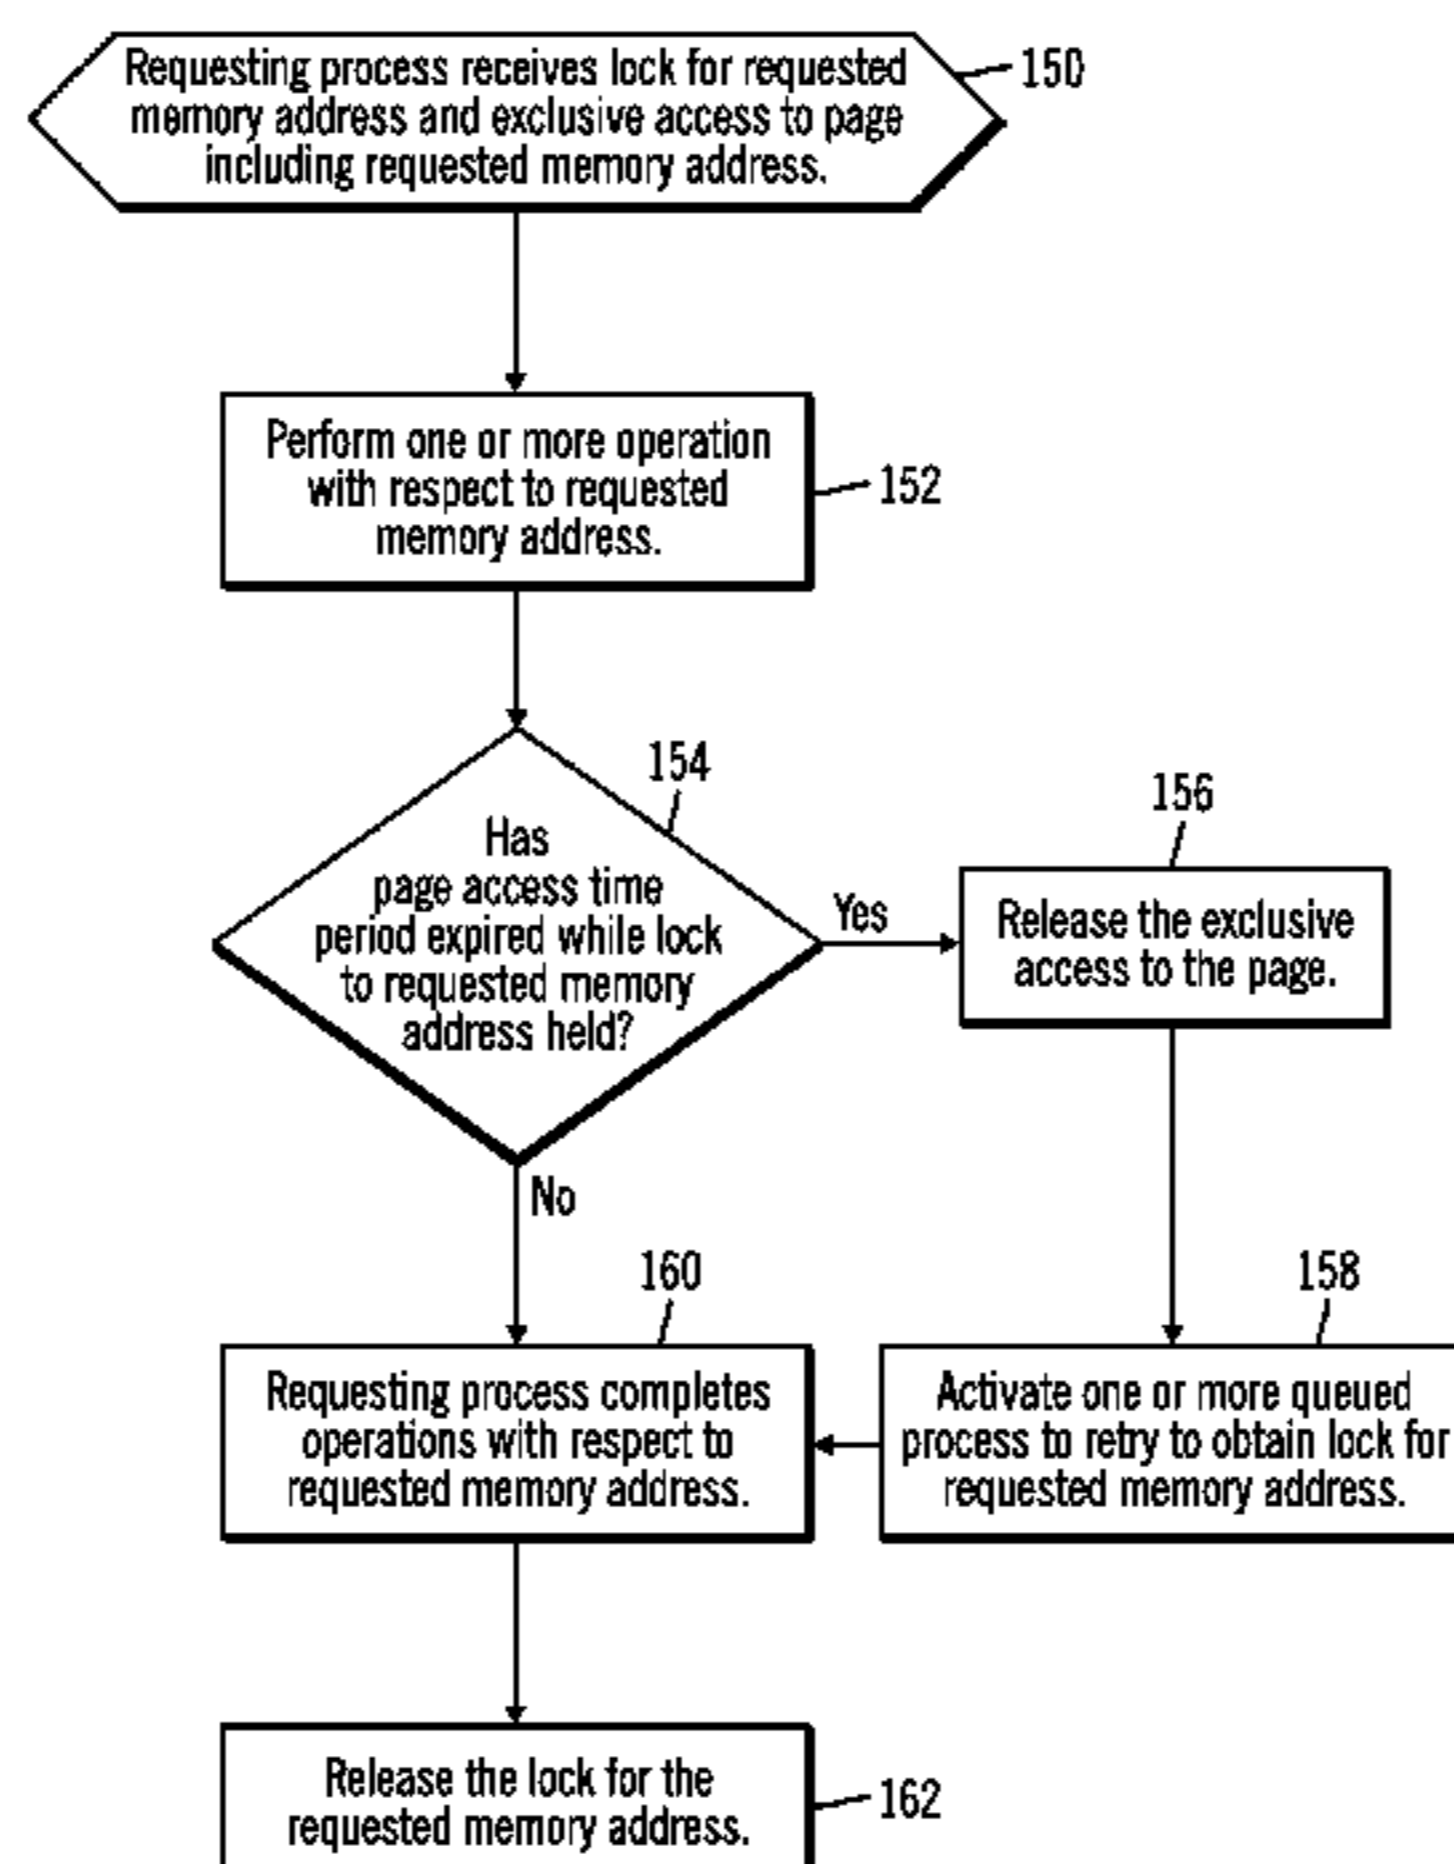 Requesting process receives lock for requested
memory address and exclusive access to page
including requested memory address.
150
Perform one or more operation
with respect to requested
memory address.
152
154
Has
page access time
period expired while lock
to requested memory
address held?
Yes
156
Release the exclusive
access to the page.
No
160
Requesting process completes
operations with respect to
requested memory address.
158
Activate one or more queued
process to retry to obtain lock for
requested memory address.
Release the lock for the
requested memory address.
162